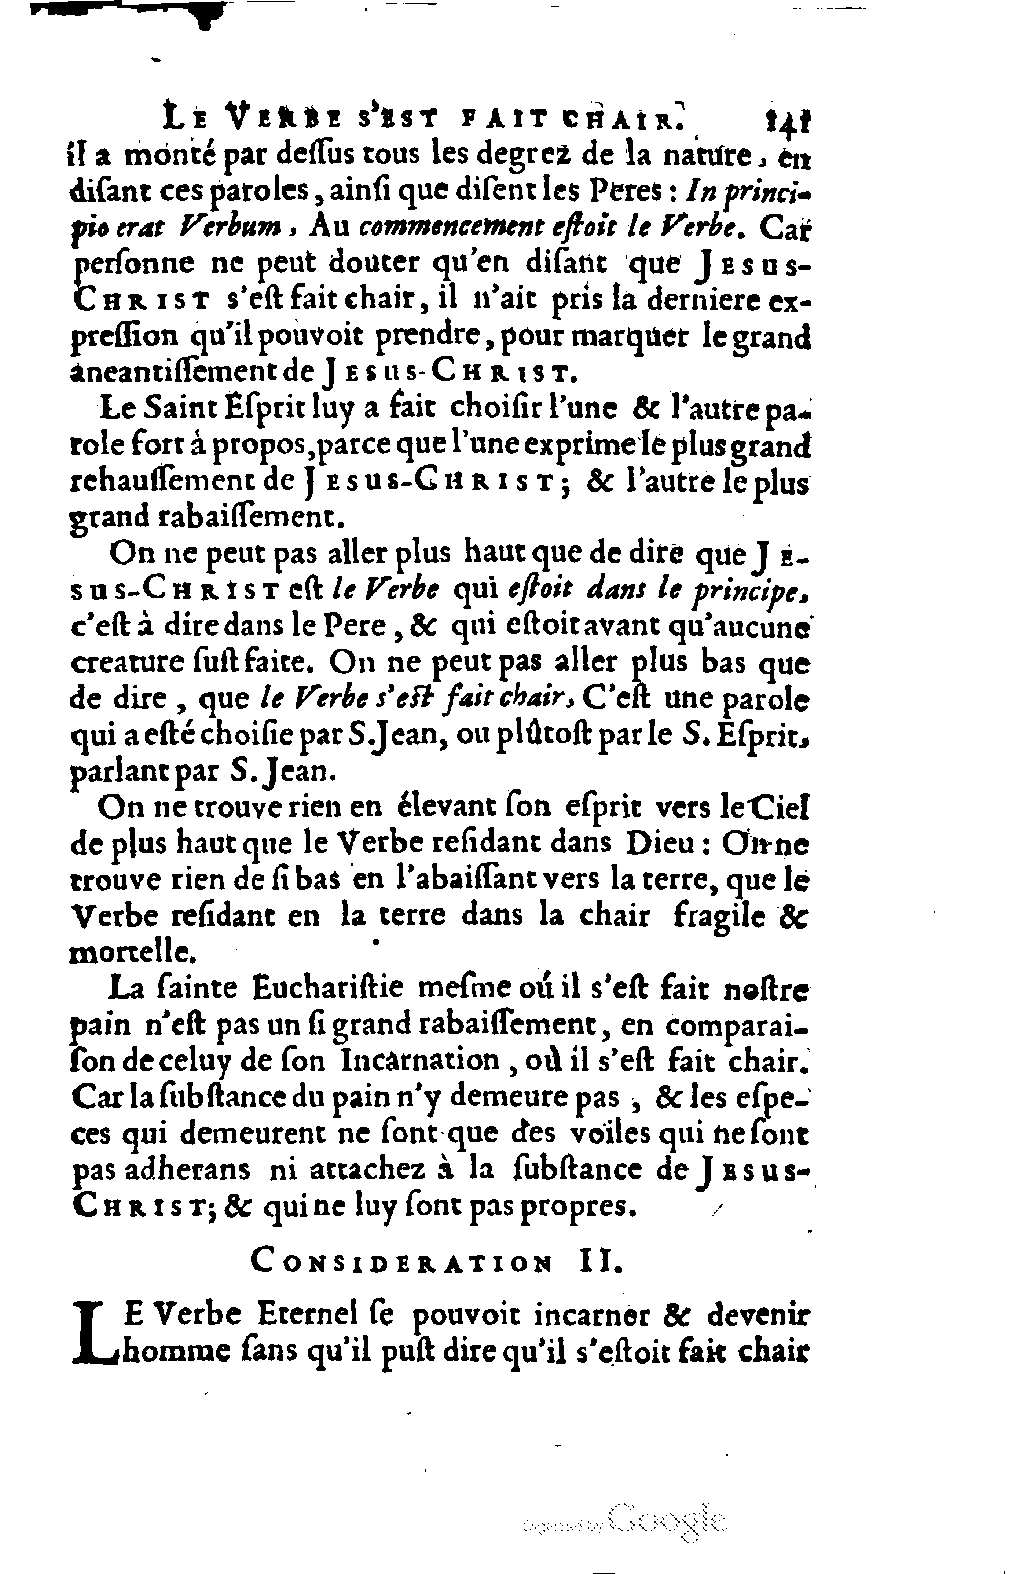 LE VERBE S'EST FAIT CHAIR. 141
il a monté par deſſus tous les degrez de la nature, en
diſant ces paroles, ainſi que diſent les Peres : In princi-
pio erat Verbum, Au commencement eſtoit le Verbe. Car
perſonne ne peut douter qu'en diſant que JESUS-
CHRIST s'eſt fait chair, il n'ait pris la derniere ex-
preſſion qu'il pouvoit prendre, pour marquer le grand
aneantiſſement de JESUS-CHRIST.
Le Saint Eſprit luy a fait choiſir l'une & l'autre pa-
role fort à propos, parce que l'une exprime le plus grand
rehauſſement de JESUS-CHRIST; & l'autre le plus
grand rabaiſſement.
On ne peut pas aller plus haut que de dire que JE-
SUS-CHRIST eſt le Verbe qui eſtoit dans le principe,
c'eſt à dire dans le Pere, & qui eſtoit avant qu'aucune
creature fuſt faite. On ne peut pas aller plus bas que
de dire, que le Verbe s'eſt fait chair, C'eſt une parole
qui a eſté choiſie par S. Jean, ou plûtoſt par le S. Eſprit,
parlant par S. Jean.
On ne trouve rien en élevant ſon eſprit vers le Ciel
de plus haut que le Verbe reſidant dans Dieu : On ne
trouve rien de ſi bas en l'abaiſſant vers la terre, que le
Verbe reſidant en la terre dans la chair fragile &
mortelle.
La ſainte Euchariſtie meſme où il s'eſt fait noſtre
pain n'eſt pas un ſi grand rabaiſſement, en comparai-
ſon de celuy de ſon Incarnation, où il s'eſt fait chair.
Car la ſubſtance du pain n'y demeure pas, & les eſpe-
ces qui demeurent ne ſont que des voiles qui ne ſont
pas adherans ni attachez à la ſubſtance de JESUS-
CHRIST; & qui ne luy ſont pas propres.
CONSIDERATION II.
LE Verbe Eternel ſe pouvoit incarner & devenir
homme ſans qu'il puſt dire qu'il s'eſtoit fait chair
Digitized by Google